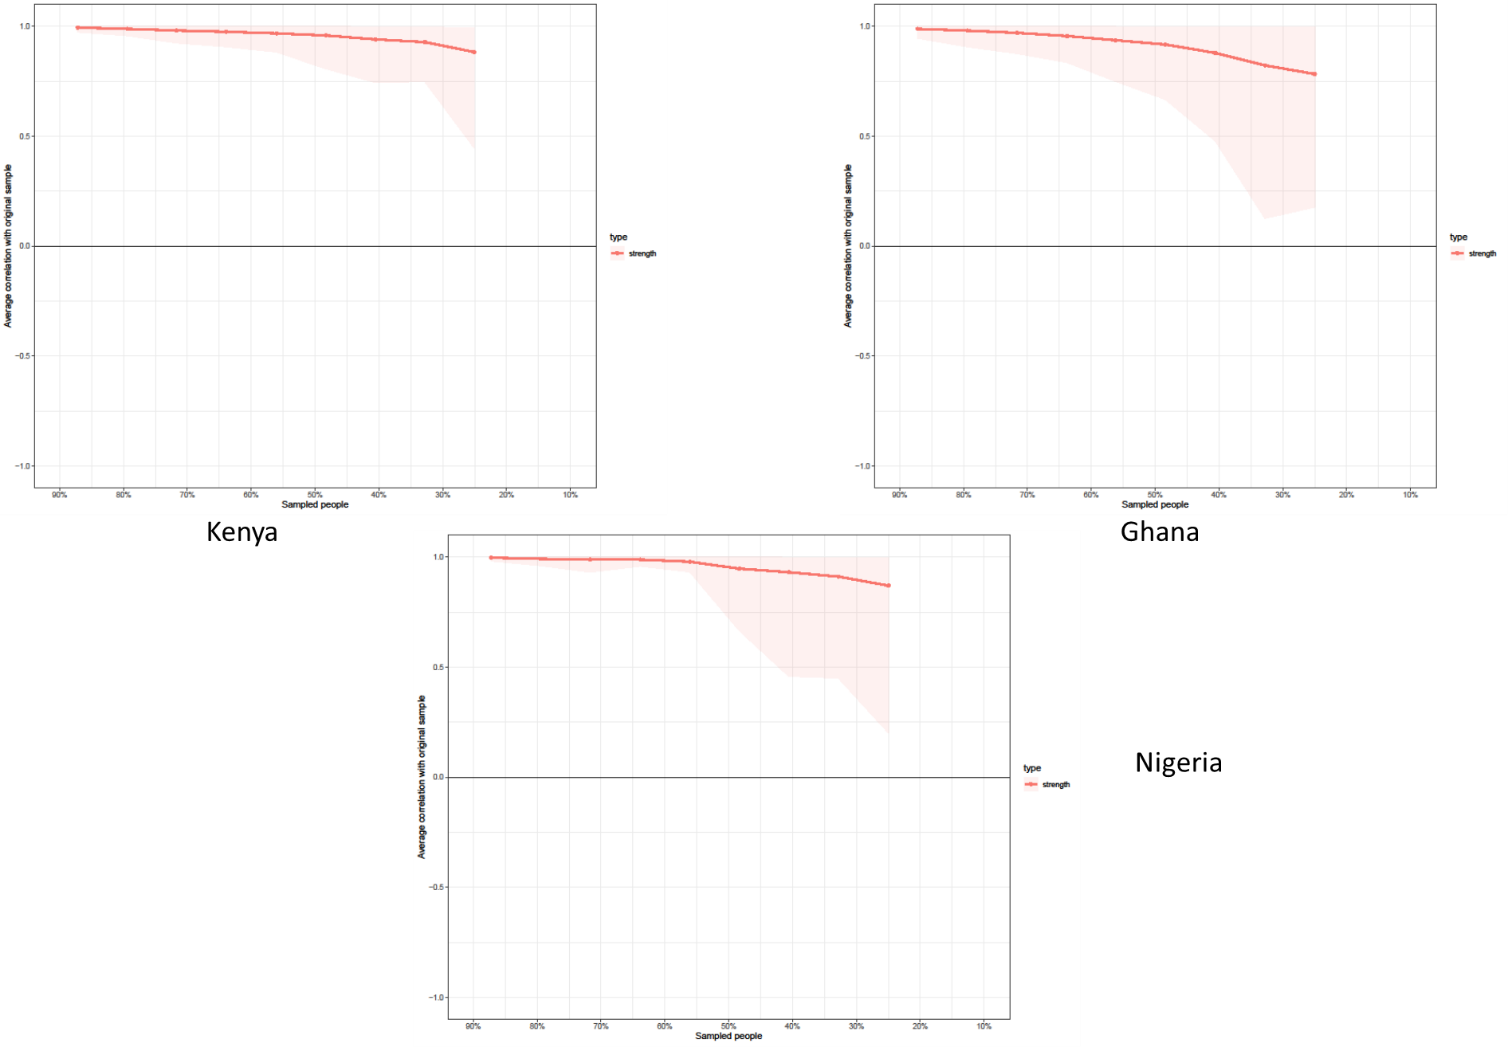 1.0
0.5
0.0
−0.5
−1.0
Average correlation with original sample
90% 80% 70% 60% 50% 40% 30% 20% 10%
Sampled people
type
strength
Kenya
1.0
0.5
0.0
−0.5
−1.0
Average correlation with original sample
90% 80% 70% 60% 50% 40% 30% 20% 10%
Sampled people
type
strength
Ghana
1.0
0.5
0.0
−0.5
−1.0
Average correlation with original sample
90% 80% 70% 60% 50% 40% 30% 20% 10%
Sampled people
type
strength
Nigeria